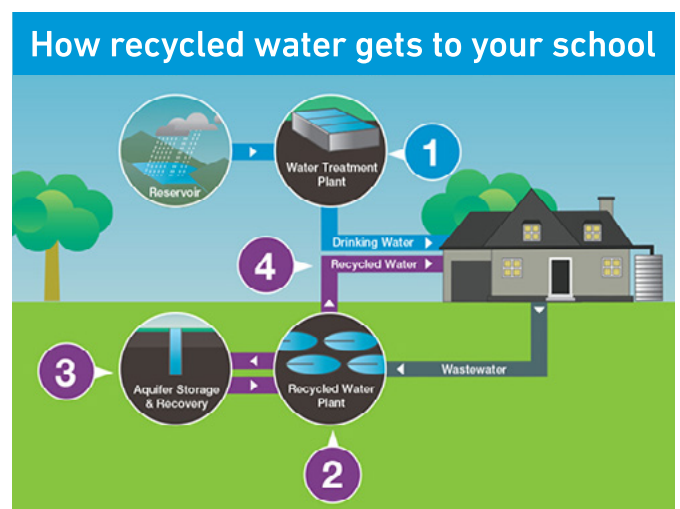 How recycled water gets to your school
Reservoir
Water Treatment
Plant
1
Drinking Water
4
Recycled Water
3
Aquifer Storage
& Recovery
Recycled Water
Plant
Wastewater
2